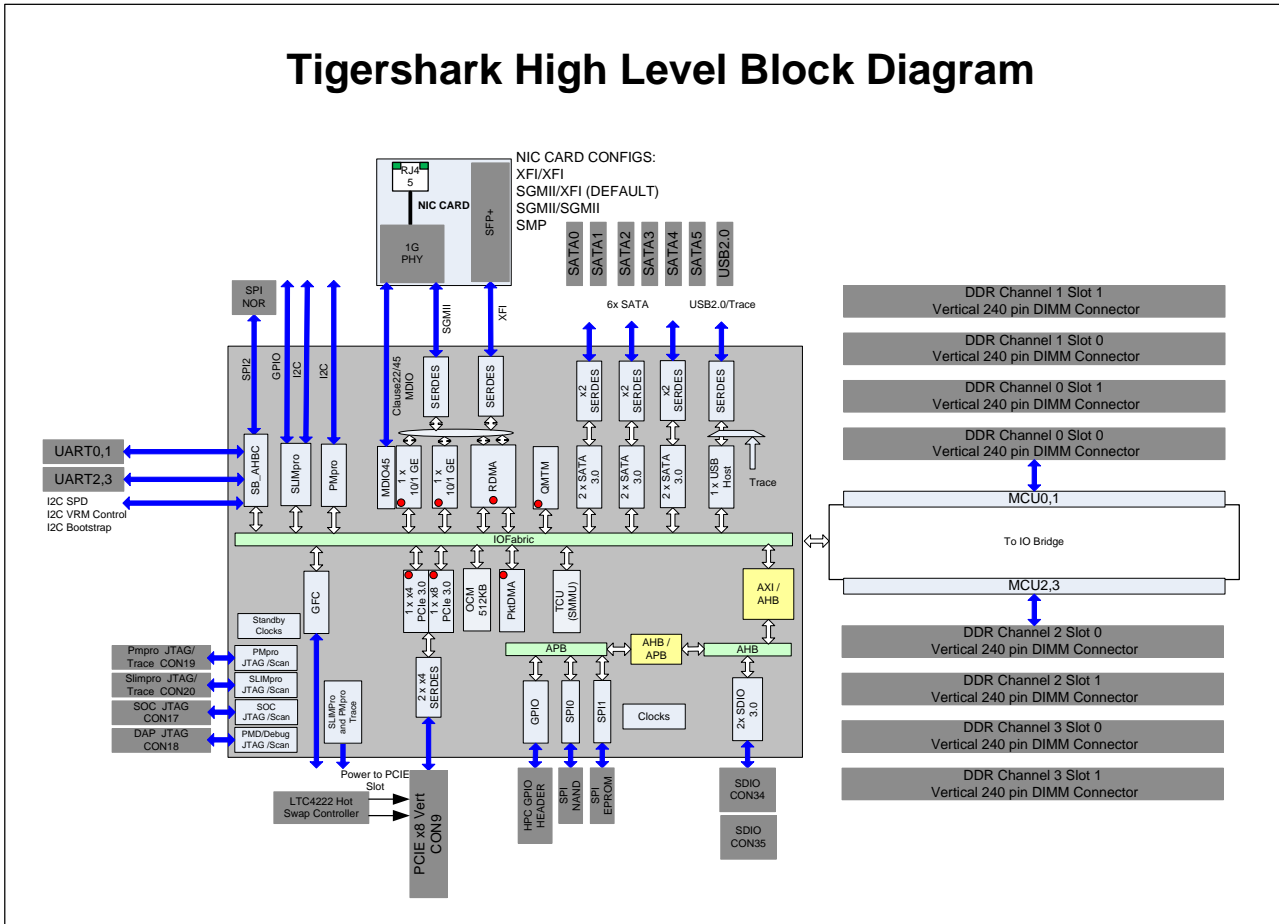 Tigershark High Level Block Diagram
NIC CARD CONFIGS:
XFI/XFI
SGMII/XFI (DEFAULT)
SGMII/SGMII
SMP
RJ4
5
NIC CARD
1G
PHY
SFP+
SATA0
SATA1
SATA2
SATA3
SATA4
SATA5
USB2.0
6x SATA
USB2.0/Trace
SPI
NOR
SPI2
GPIO
I2C
I2C
Clause22/45
MDIO
SGMII
XFI
SERDES
SERDES
x2
SERDES
x2
SERDES
x2
SERDES
SERDES
UART0,1
UART2,3
I2C SPD
I2C VRM Control
I2C Bootstrap
SB_AHBC
SLIMpro
PMpro
MDIO45
1 x
10/1 GE
1 x
10/1 GE
RDMA
QMTM
2 x SATA
3.0
2 x SATA
3.0
2 x SATA
3.0
1 x USB
Host
Trace
IOFabric
GFC
1 x x4
PCIe 3.0
1 x x8
PCIe 3.0
OCM
512KB
PktDMA
TCU
(SMMU)
AXI /
AHB
Standby
Clocks
APB
AHB /
APB
AHB
Pmpro JTAG/
Trace CON19
PMpro
JTAG /Scan
Slimpro JTAG/
Trace CON20
SLIMpro
JTAG /Scan
SOC JTAG
CON17
SOC
JTAG /Scan
DAP JTAG
CON18
PMD/Debug
JTAG /Scan
SLIMPro
and PMpro
Trace
2 x x4
SERDES
GPIO
SPI0
SPI1
Clocks
2x SDIO
3.0
Power to PCIE
Slot
LTC4222 Hot
Swap Controller
PCIE x8 Vert
CON9
HPC GPIO
HEADER
SPI
NAND
SPI
EPROM
SDIO
CON34
SDIO
CON35
DDR Channel 1 Slot 1
Vertical 240 pin DIMM Connector
DDR Channel 1 Slot 0
Vertical 240 pin DIMM Connector
DDR Channel 0 Slot 1
Vertical 240 pin DIMM Connector
DDR Channel 0 Slot 0
Vertical 240 pin DIMM Connector
MCU0,1
To IO Bridge
MCU2,3
DDR Channel 2 Slot 0
Vertical 240 pin DIMM Connector
DDR Channel 2 Slot 1
Vertical 240 pin DIMM Connector
DDR Channel 3 Slot 0
Vertical 240 pin DIMM Connector
DDR Channel 3 Slot 1
Vertical 240 pin DIMM Connector